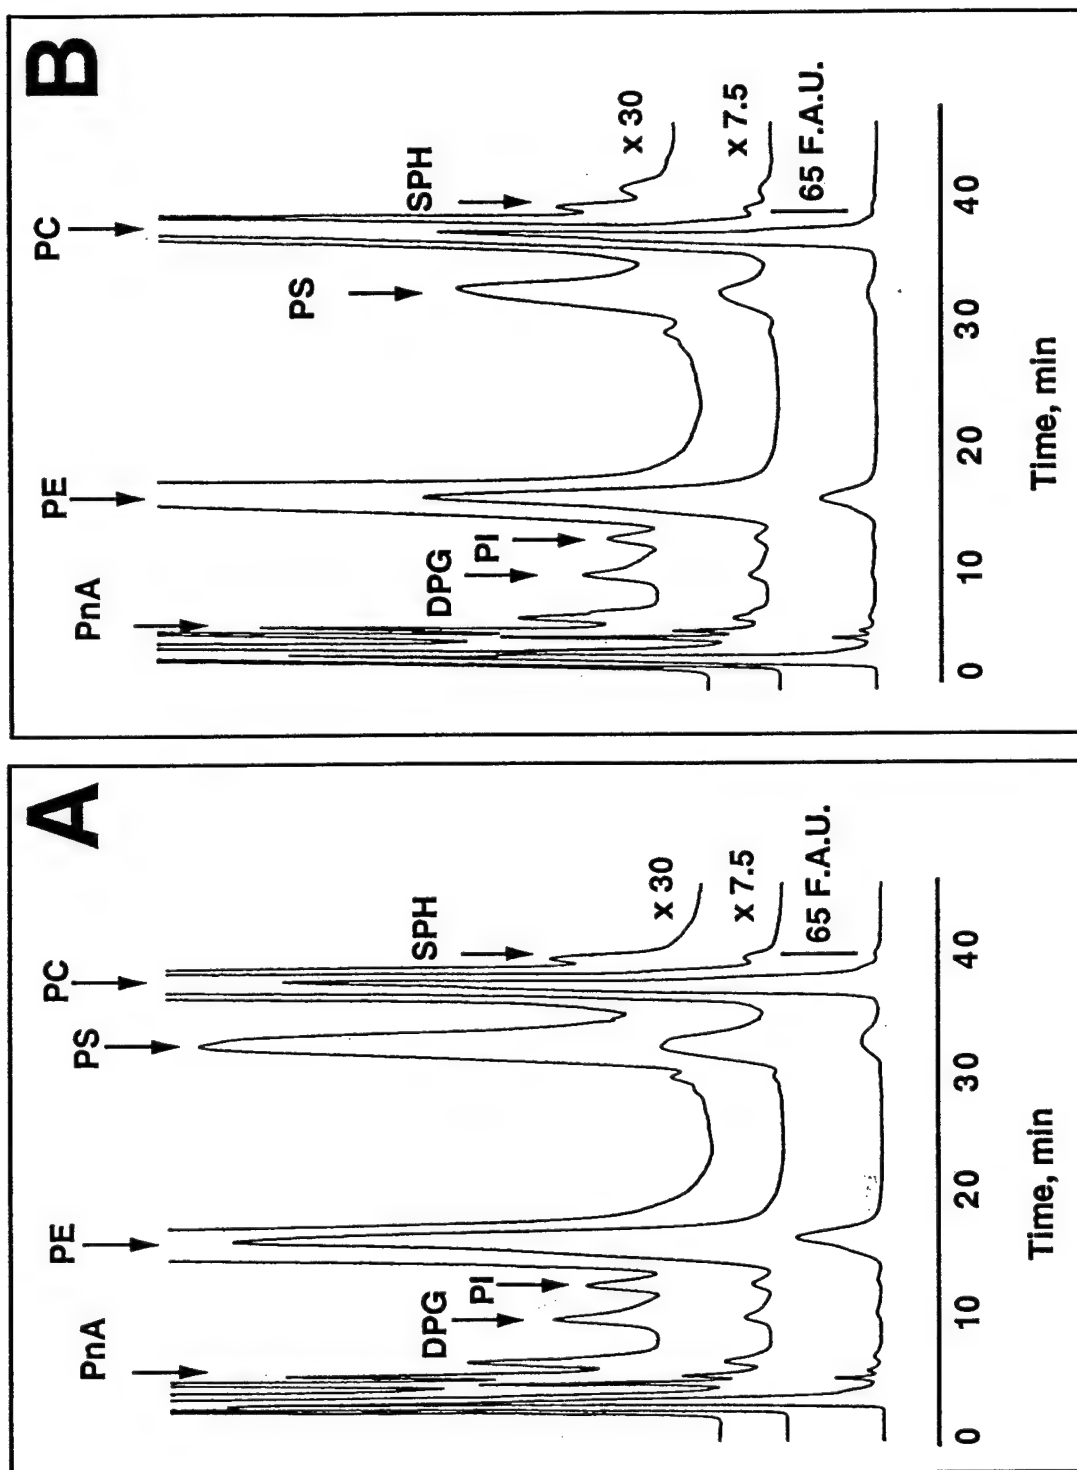 A
PnA
DPG
PI
PE
PS
PC
SPH
x 30
x 7.5
65 F.A.U.
0 10 20 30 40
Time, min
B
PnA
DPG
PI
PE
PS
PC
SPH
x 30
x 7.5
65 F.A.U.
0 10 20 30 40
Time, min